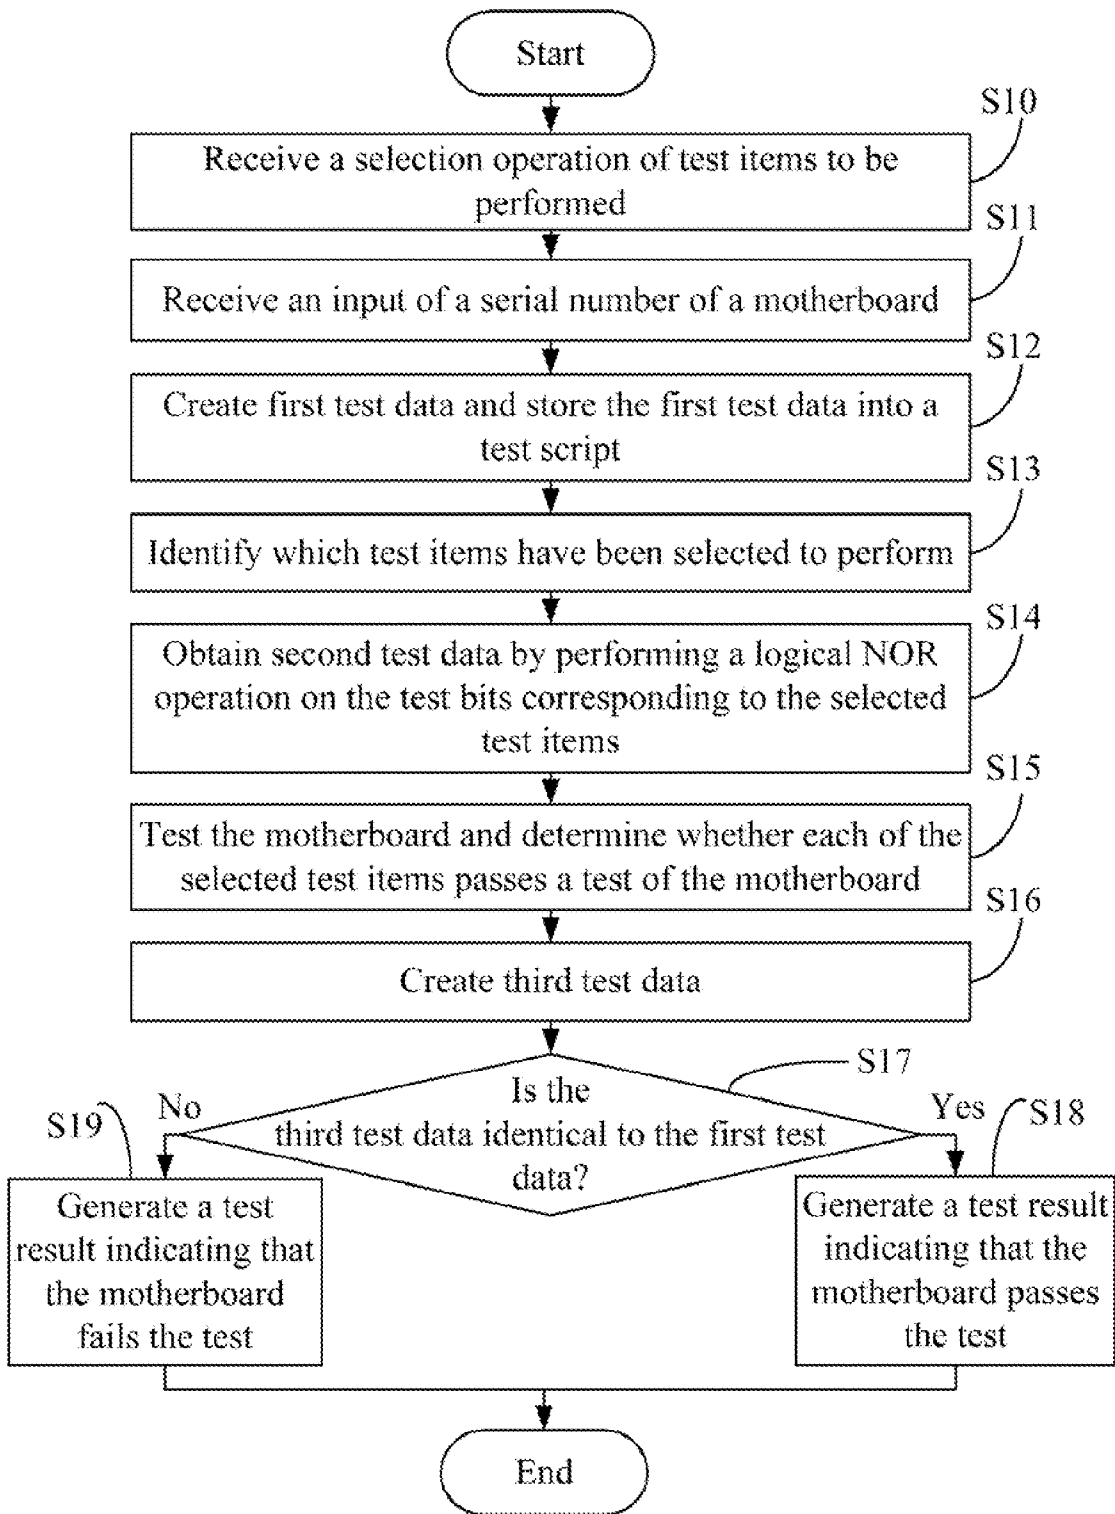 Start
S10
Receive a selection operation of test items to be
performed
S11
Receive an input of a serial number of a motherboard
S12
Create first test data and store the first test data into a
test script
S13
Identify which test items have been selected to perform
S14
Obtain second test data by performing a logical NOR
operation on the test bits corresponding to the selected
test items
S15
Test the motherboard and determine whether each of the
selected test items passes a test of the motherboard
S16
Create third test data
S17
Is the
third test data identical to the first test
data?
No
Yes
S19
S18
Generate a test
result indicating that
the motherboard
fails the test
Generate a test result
indicating that the
motherboard passes
the test
End